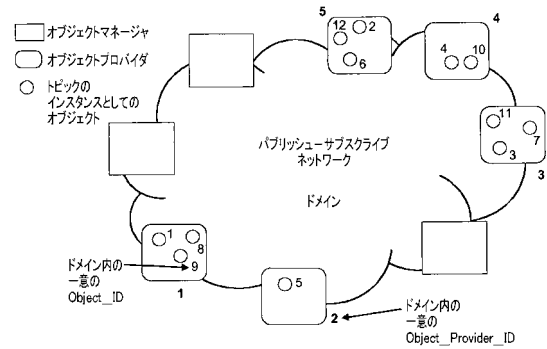 オブジェクトマネージャ
オブジェクトプロバイダ
トピックの
インスタンスとしての
オブジェクト
5
12
2
6
4
4
10
11
7
3
3
パブリッシューサブスクライブ
ネットワーク
ドメイン
1
8
9
ドメイン内の
一意の
Object__ID
1
5
2
ドメイン内の
一意の
Object__Provider__ID